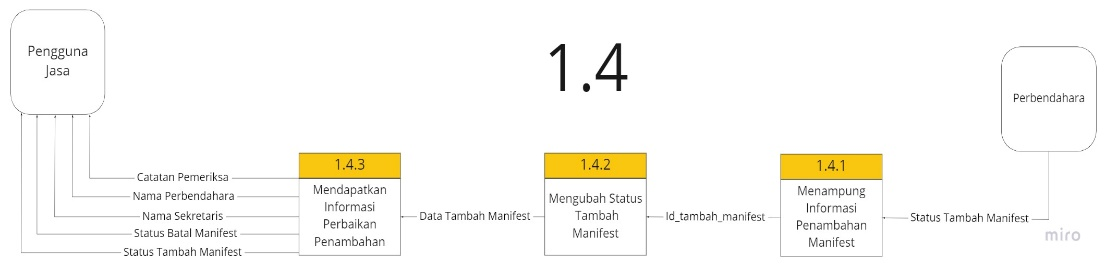 Pengguna
Jasa
1.4
Perbendahara
1.4.3
Mendapatkan
Informasi
Perbaikan
Penambahan
1.4.2
Mengubah Status
Tambah
Manifest
1.4.1
Menampung
Informasi
Penambahan
Manifest
Catatan Pemeriksa
Nama Perbendahara
Nama Sekretaris
Status Batal Manifest
Status Tambah Manifest
Data Tambah Manifest
Id_tambah_manifest
Status Tambah Manifest
miro